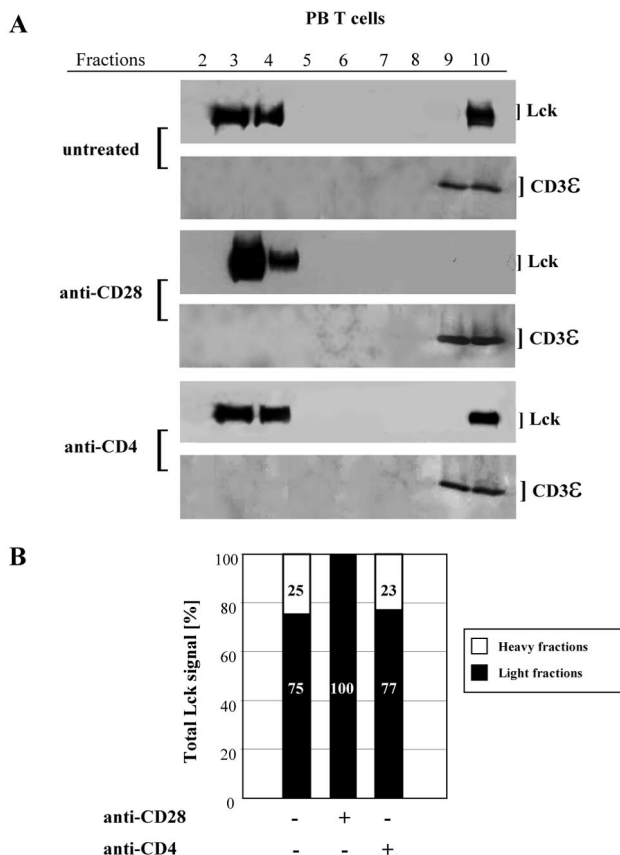 A
PB T cells
Fractions 2 3 4 5 6 7 8 9 10
] Lck
untreated [
] CD3ε
] Lck
anti-CD28 [
] CD3ε
] Lck
anti-CD4 [
] CD3ε
B
Total Lck signal [%]
100
80
60
40
20
0
25 23
75 100 77
Heavy fractions
Light fractions
anti-CD28 - + -
anti-CD4 - - +